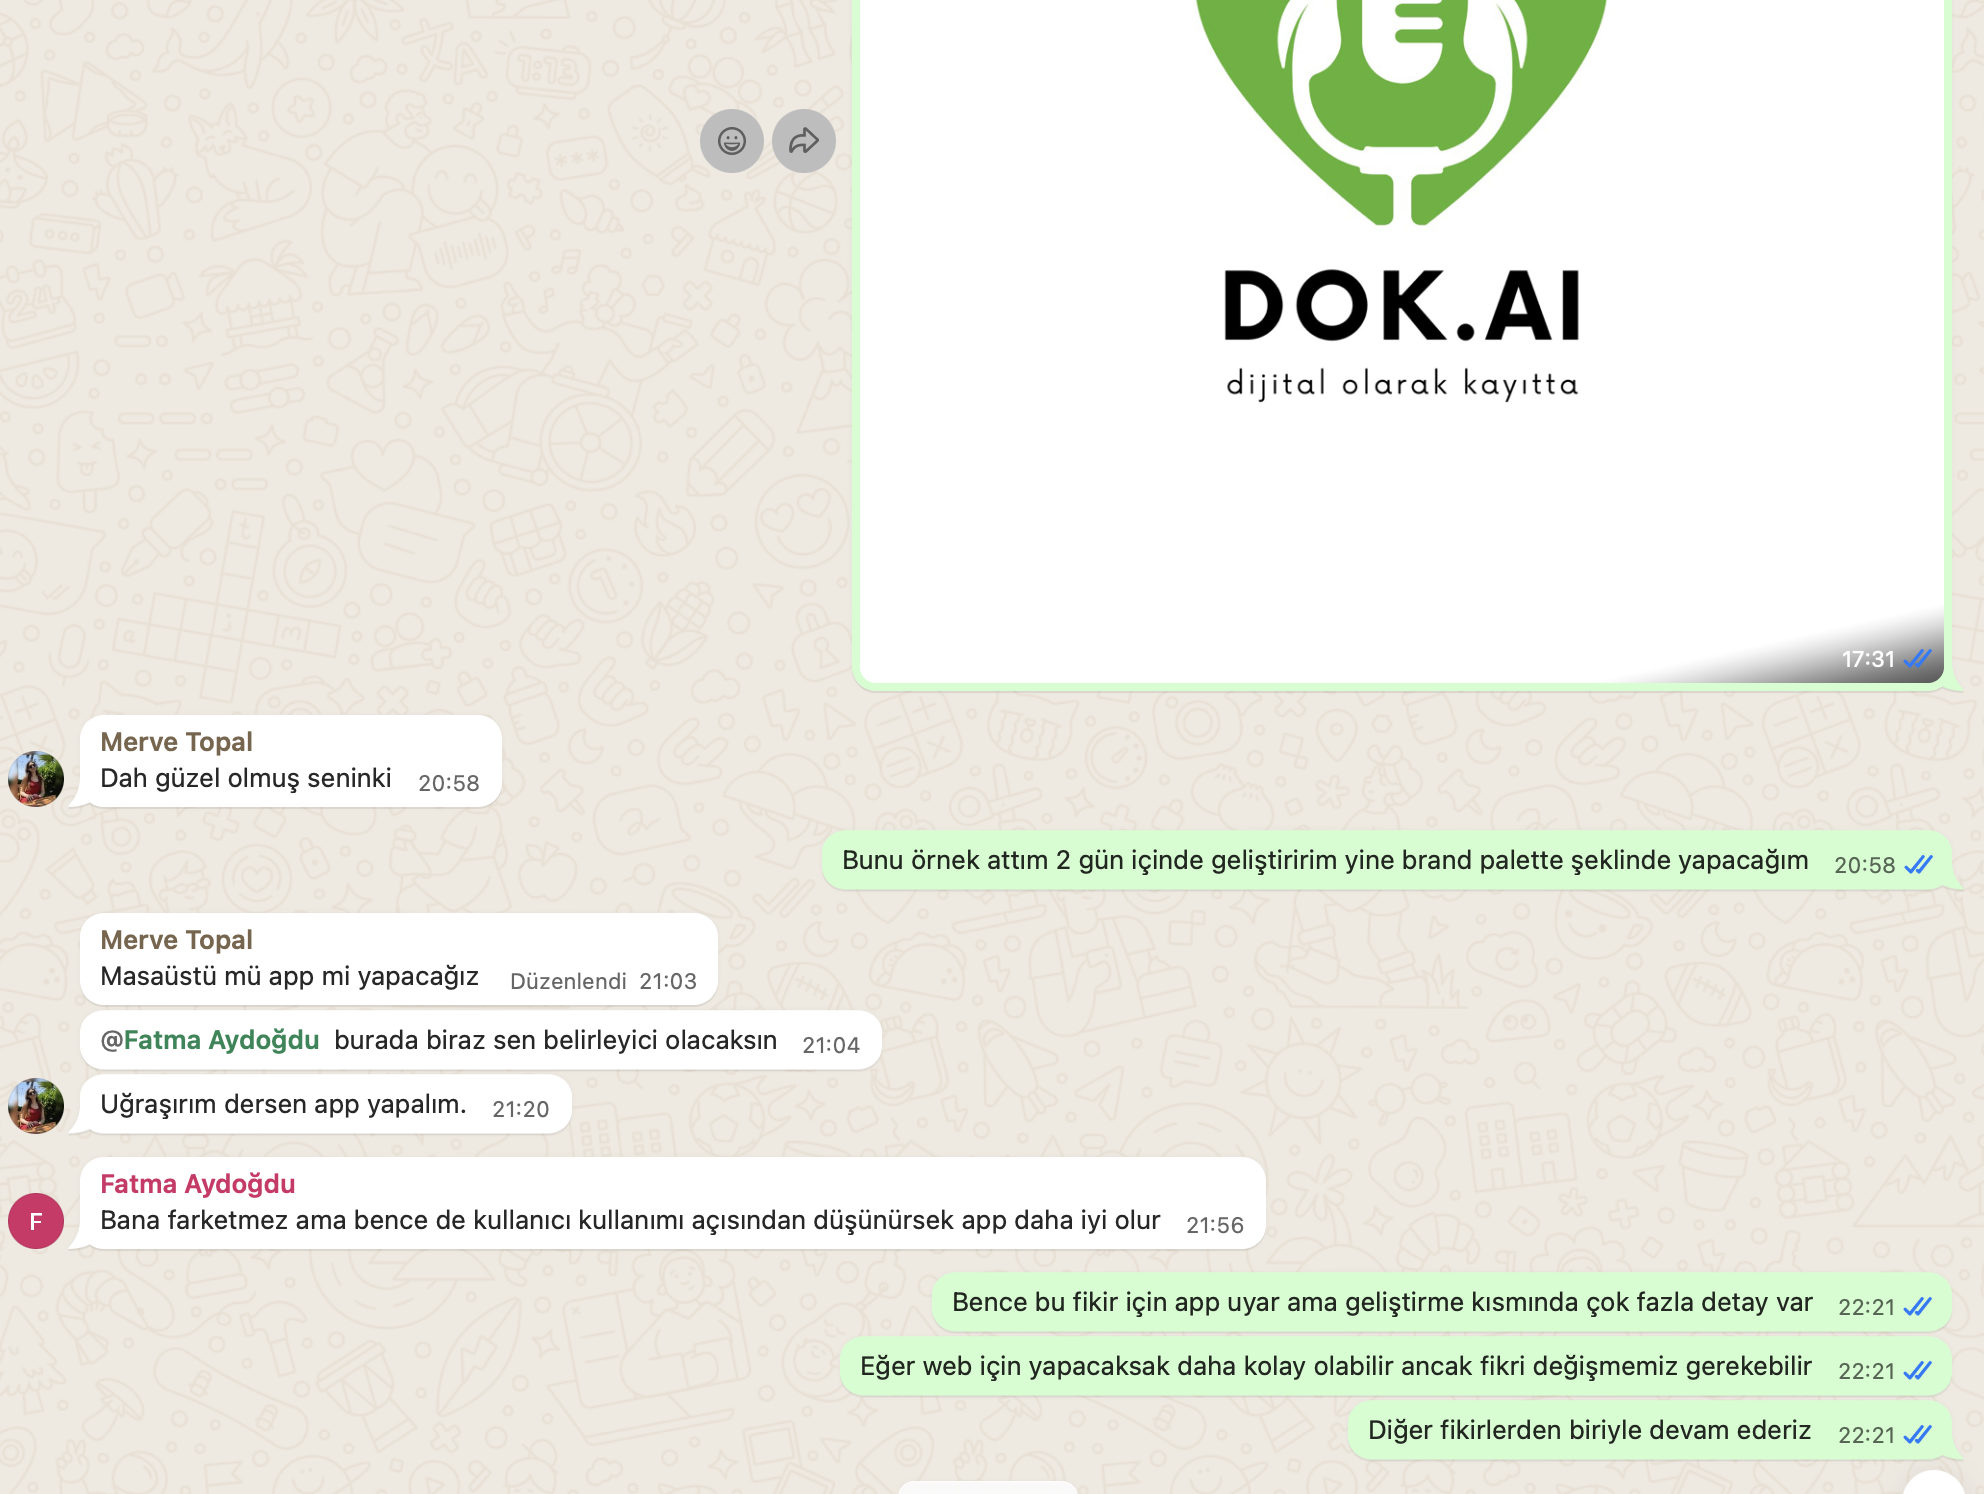 DOK.AI
dijital olarak kayıtta
17:31
Merve Topal
Dah güzel olmuş seninki 20:58
Bunu örnek attım 2 gün içinde geliştiririm yine brand palette şeklinde yapacağım 20:58
Merve Topal
Masaüstü mü app mi yapacağız Düzenlendi 21:03
@Fatma Aydoğdu burada biraz sen belirleyici olacaksın 21:04
Uğraşırım dersen app yapalım. 21:20
Fatma Aydoğdu
F
Bana farketmez ama bence de kullanıcı kullanımı açısından düşünürsek app daha iyi olur 21:56
Bence bu fikir için app uyar ama geliştirme kısmında çok fazla detay var 22:21
Eğer web için yapacaksak daha kolay olabilir ancak fikri değişmemiz gerekebilir 22:21
Diğer fikirlerden biriyle devam ederiz 22:21